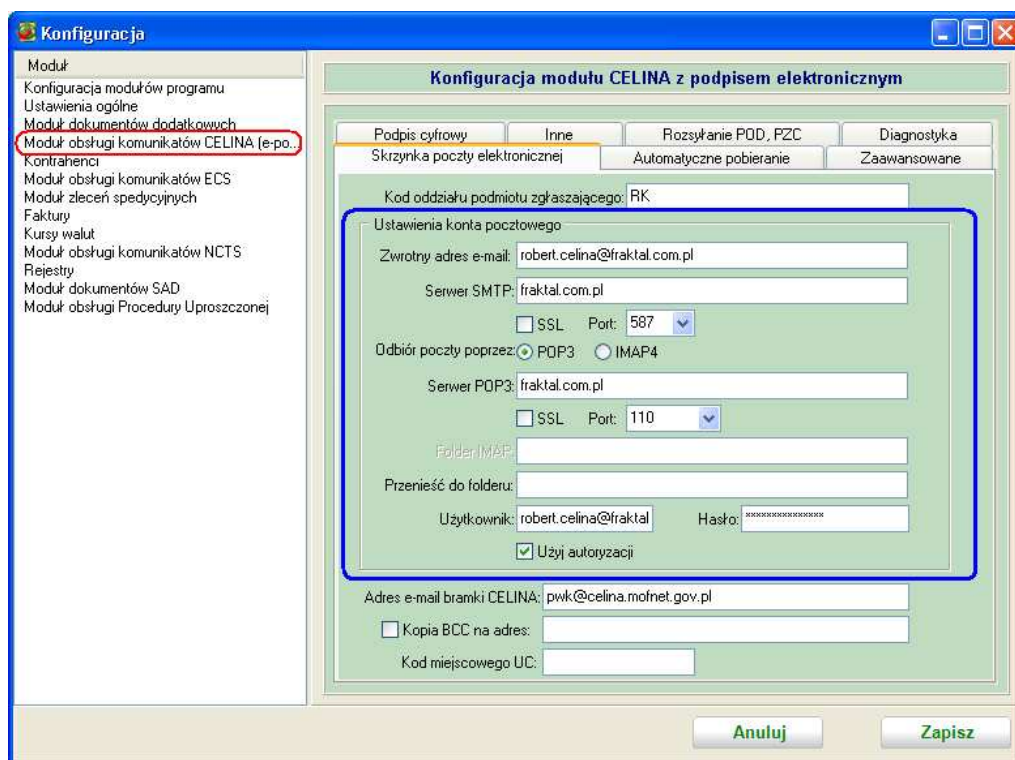 Konfiguracja
Moduł
Konfiguracja modułów programu
Ustawienia ogólne
Moduł dokumentów dodatkowych
Moduł obsługi komunikatów CELINA (e-po...
Kontrahenci
Moduł obsługi komunikatów ECS
Moduł zleceń spedycyjnych
Faktury
Kursy walut
Moduł obsługi komunikatów NCTS
Rejestry
Moduł dokumentów SAD
Moduł obsługi Procedury Uproszczonej
Konfiguracja modułu CELINA z podpisem elektronicznym
Podpis cyfrowy Inne Rozsyłanie POD, PZC Diagnostyka
Skrzynka poczty elektronicznej Automatyczne pobieranie Zaawansowane
Kod oddziału podmiotu zgłaszającego: RK
Ustawienia konta pocztowego
Zwrotny adres e-mail: robert.celina@fraktal.com.pl
Serwer SMTP: fraktal.com.pl
SSL Port: 587
Odbiór poczty poprzez: POP3 IMAP4
Serwer POP3: fraktal.com.pl
SSL Port: 110
Folder IMAP:
Przenieść do folderu:
Użytkownik: robert.celina@fraktal Hasło: ***************
Użyj autoryzacji
Adres e-mail bramki CELINA: pwk@celina.mofnet.gov.pl
Kopia BCC na adres:
Kod miejscowego UC:
Anuluj Zapisz